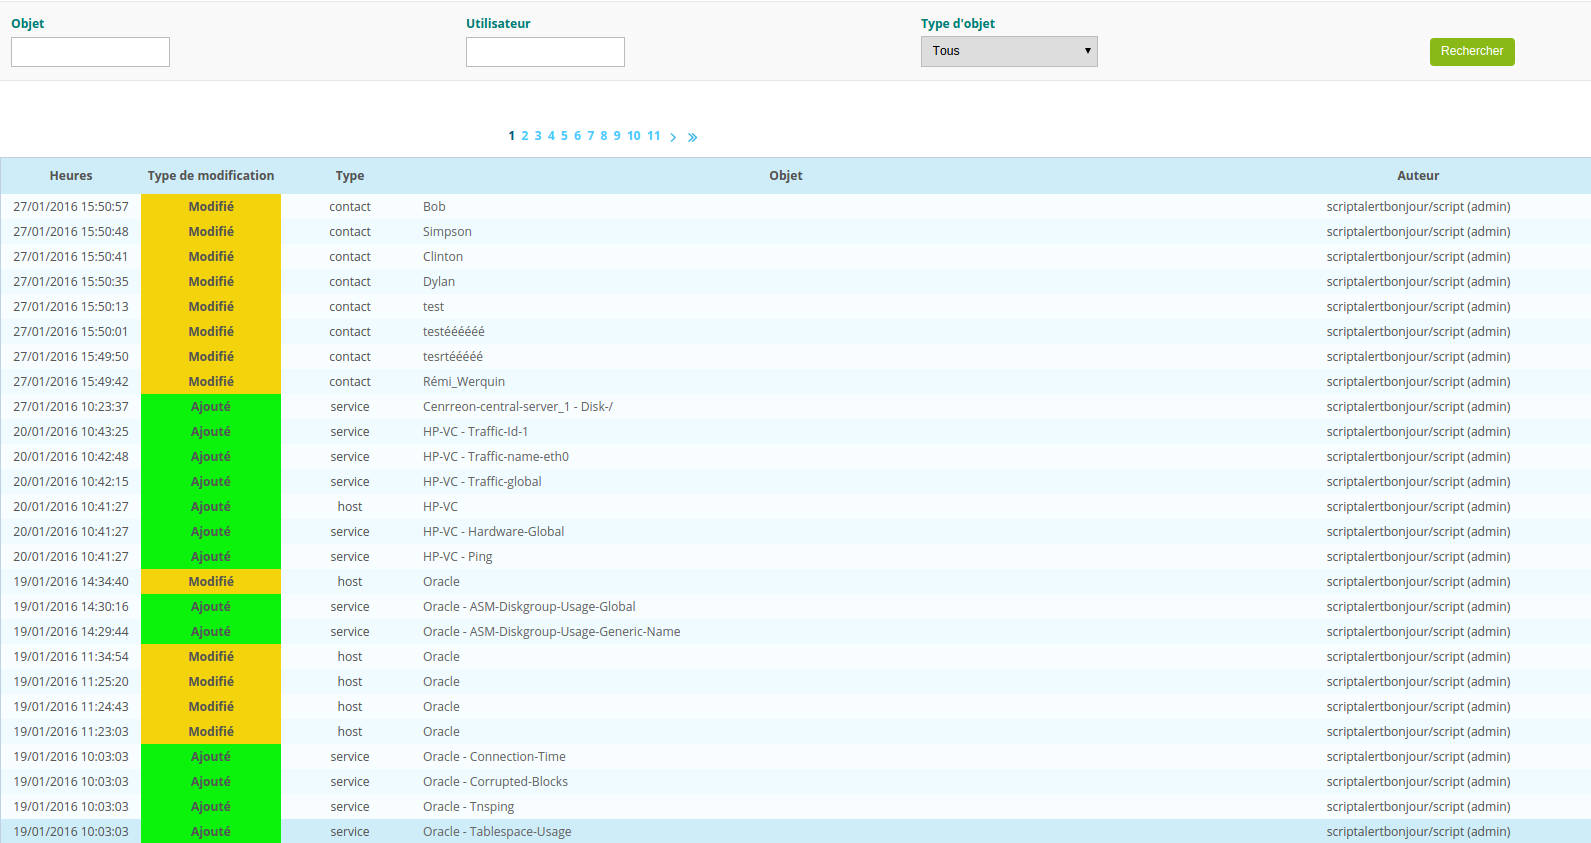 Objet Utilisateur Type d'objet
Tous Rechercher
1 2 3 4 5 6 7 8 9 10 11 > »
Heures Type de modification Type Objet Auteur
27/01/2016 15:50:57 Modifié contact Bob scriptalertbonjour/script (admin)
27/01/2016 15:50:48 Modifié contact Simpson scriptalertbonjour/script (admin)
27/01/2016 15:50:41 Modifié contact Clinton scriptalertbonjour/script (admin)
27/01/2016 15:50:35 Modifié contact Dylan scriptalertbonjour/script (admin)
27/01/2016 15:50:13 Modifié contact test scriptalertbonjour/script (admin)
27/01/2016 15:50:01 Modifié contact testéééééé scriptalertbonjour/script (admin)
27/01/2016 15:49:50 Modifié contact tesrtééééé scriptalertbonjour/script (admin)
27/01/2016 15:49:42 Modifié contact Rémi_Werquin scriptalertbonjour/script (admin)
27/01/2016 10:23:37 Ajouté service Cenrreon-central-server_1 - Disk-/ scriptalertbonjour/script (admin)
20/01/2016 10:43:25 Ajouté service HP-VC - Traffic-Id-1 scriptalertbonjour/script (admin)
20/01/2016 10:42:48 Ajouté service HP-VC - Traffic-name-eth0 scriptalertbonjour/script (admin)
20/01/2016 10:42:15 Ajouté service HP-VC - Traffic-global scriptalertbonjour/script (admin)
20/01/2016 10:41:27 Ajouté host HP-VC scriptalertbonjour/script (admin)
20/01/2016 10:41:27 Ajouté service HP-VC - Hardware-Global scriptalertbonjour/script (admin)
20/01/2016 10:41:27 Ajouté service HP-VC - Ping scriptalertbonjour/script (admin)
19/01/2016 14:34:40 Modifié host Oracle scriptalertbonjour/script (admin)
19/01/2016 14:30:16 Ajouté service Oracle - ASM-Diskgroup-Usage-Global scriptalertbonjour/script (admin)
19/01/2016 14:29:44 Ajouté service Oracle - ASM-Diskgroup-Usage-Generic-Name scriptalertbonjour/script (admin)
19/01/2016 11:34:54 Modifié host Oracle scriptalertbonjour/script (admin)
19/01/2016 11:25:20 Modifié host Oracle scriptalertbonjour/script (admin)
19/01/2016 11:24:43 Modifié host Oracle scriptalertbonjour/script (admin)
19/01/2016 11:23:03 Modifié host Oracle scriptalertbonjour/script (admin)
19/01/2016 10:03:03 Ajouté service Oracle - Connection-Time scriptalertbonjour/script (admin)
19/01/2016 10:03:03 Ajouté service Oracle - Corrupted-Blocks scriptalertbonjour/script (admin)
19/01/2016 10:03:03 Ajouté service Oracle - Tnsping scriptalertbonjour/script (admin)
19/01/2016 10:03:03 Ajouté service Oracle - Tablespace-Usage scriptalertbonjour/script (admin)